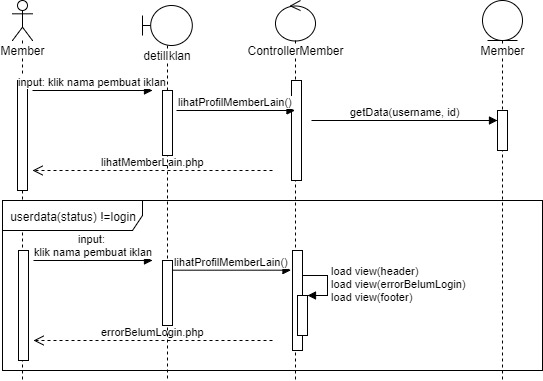 Member
detilIklan
ControllerMember
Member
input: klik nama pembuat iklan
lihatProfilMemberLain()
getData(username, id)
lihatMemberLain.php
userdata(status) !=login
input:
klik nama pembuat iklan
lihatProfilMemberLain()
load view(header)
load view(errorBelumLogin)
load view(footer)
errorBelumLogin.php